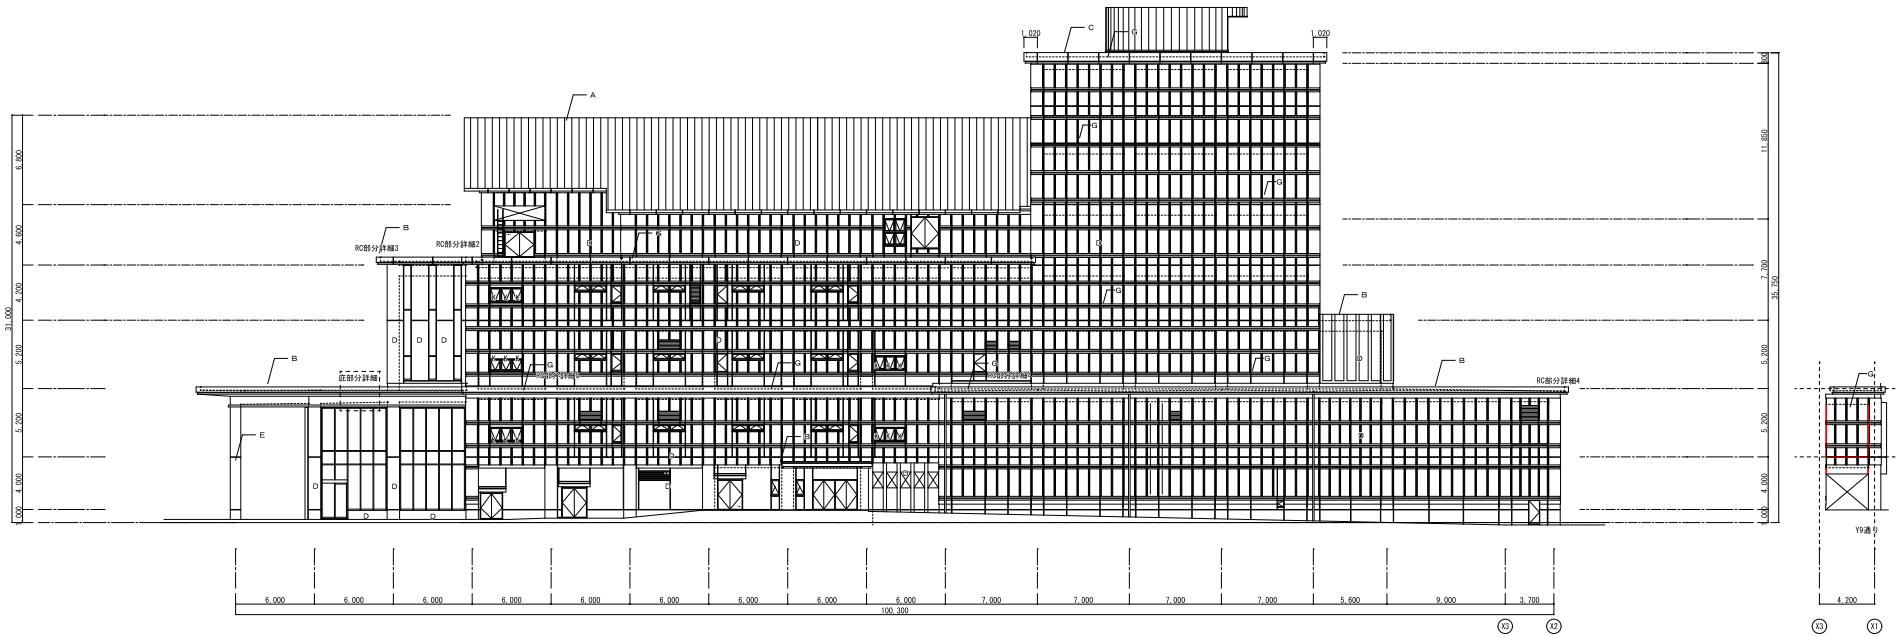 G
C
1,020
1,020
A
800
G
11,850
6,800
G
31,000
4,600
B
RC部分詳細3
RC部分詳細2
G
D
D
7,700
35,750
4,200
G
B
D
D
D
D
D
5,200
5,200
B
庇部分詳細
G
G
G
G
B
RC部分詳細4
G
5,200
5,200
E
B
D
4,000
4,000
D
D
D
D
D
1,000
1,000
Y9通り
6,000
6,000
6,000
6,000
6,000
6,000
6,000
6,000
6,000
7,000
7,000
7,000
7,000
5,600
9,000
3,700
4,200
100,300
X3
X2
X3
X1